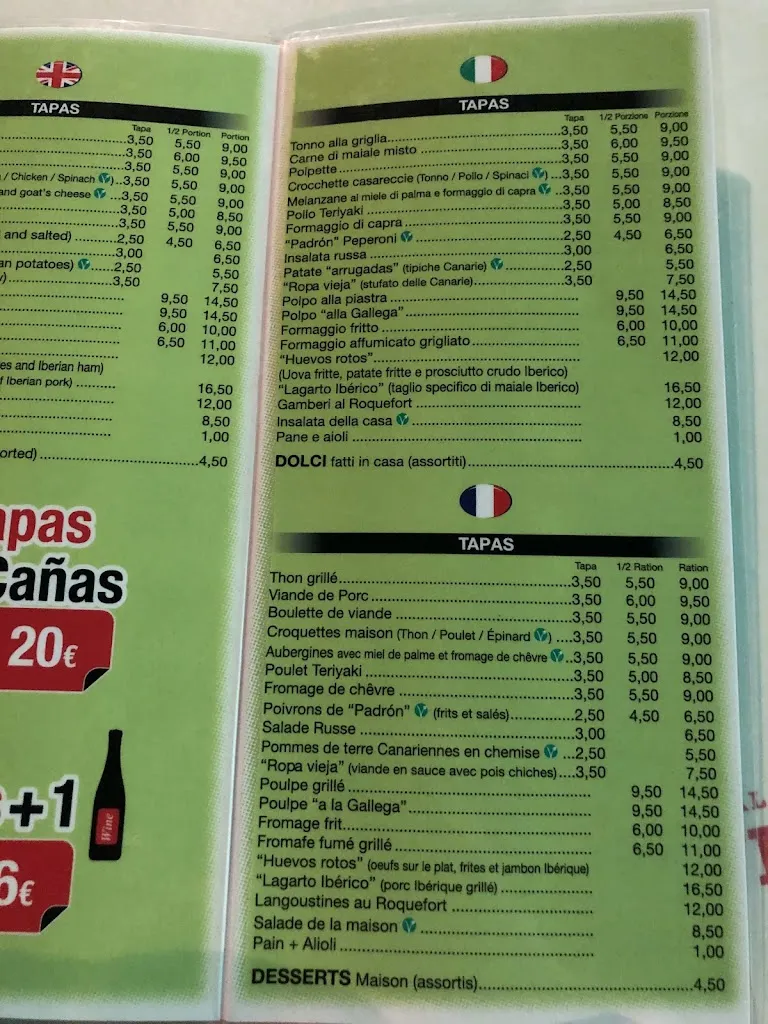 TAPAS
Tapa 1/2 Portion Portion
3,50 5,50 9,00
3,50 6,00 9,50
3,50 5,50 9,00
/ Chicken / Spinach 3,50 5,50 9,00
and goat's cheese 3,50 5,50 9,00
3,50 5,00 8,50
3,50 5,50 9,00
and salted) 2,50 4,50 6,50
3,00 6,50
an potatoes) 2,50 5,50
) 3,50 7,50
9,50 14,50
9,50 14,50
6,00 10,00
6,50 11,00
12,00
es and Iberian ham)
f Iberian pork) 16,50
12,00
8,50
1,00
orted) 4,50
apas
Cañas
20€
+1
Wine
6€
TAPAS
Tapa 1/2 Porzione Porzione
Tonno alla griglia 3,50 5,50 9,00
Carne di maiale misto 3,50 6,00 9,50
Polpette 3,50 5,50 9,00
Crocchette casareccie (Tonno / Pollo / Spinaci ) 3,50 5,50 9,00
Melanzane al miele di palma e formaggio di capra 3,50 5,50 9,00
Pollo Teriyaki 3,50 5,00 8,50
Formaggio di capra 3,50 5,50 9,00
"Padrón" Peperoni 2,50 4,50 6,50
Insalata russa 3,00 6,50
Patate "arrugadas" (tipiche Canarie) 2,50 5,50
"Ropa vieja" (stufato delle Canarie) 3,50 7,50
Polpo alla piastra 9,50 14,50
Polpo "alla Gallega" 9,50 14,50
Formaggio fritto 6,00 10,00
Formaggio affumicato grigliato 6,50 11,00
"Huevos rotos" 12,00
(Uova fritte, patate fritte e prosciutto crudo Iberico)
"Lagarto Ibérico" (taglio specifico di maiale Iberico) 16,50
Gamberi al Roquefort 12,00
Insalata della casa 8,50
Pane e aioli 1,00
DOLCI fatti in casa (assortiti) 4,50
TAPAS
Tapa 1/2 Ration Ration
Thon grillé 3,50 5,50 9,00
Viande de Porc 3,50 6,00 9,50
Boulette de viande 3,50 5,50 9,00
Croquettes maison (Thon / Poulet / Épinard ) 3,50 5,50 9,00
Aubergines avec miel de palme et fromage de chêvre 3,50 5,50 9,00
Poulet Teriyaki 3,50 5,00 8,50
Fromage de chêvre 3,50 5,50 9,00
Poivrons de "Padrón" (frits et salés) 2,50 4,50 6,50
Salade Russe 3,00 6,50
Pommes de terre Canariennes en chemise 2,50 5,50
"Ropa vieja" (viande en sauce avec pois chiches) 3,50 7,50
Poulpe grillé 9,50 14,50
Poulpe "a la Gallega" 9,50 14,50
Fromage frit 6,00 10,00
Fromafe fumé grillé 6,50 11,00
"Huevos rotos" (oeufs sur le plat, frites et jambon Ibérique) 12,00
"Lagarto Ibérico" (porc Ibérique grillé) 16,50
Langoustines au Roquefort 12,00
Salade de la maison 8,50
Pain + Alioli 1,00
DESSERTS Maison (assortis) 4,50